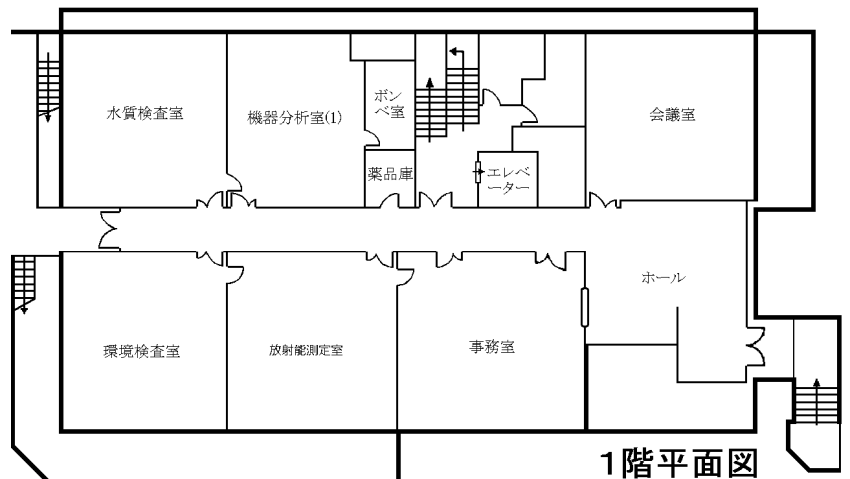 水質検査室
機器分析室(1)
ボン
ベ室
薬品庫
エレベ
ーター
会議室
ホール
環境検査室
放射能測定室
事務室
1階平面図